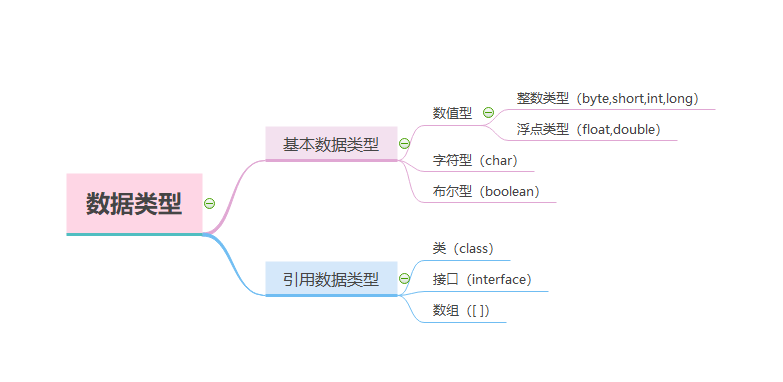 数据类型
基本数据类型
数值型
整数类型（byte,short,int,long）
浮点类型（float,double）
字符型（char）
布尔型（boolean）
引用数据类型
类（class）
接口（interface）
数组（[ ]）